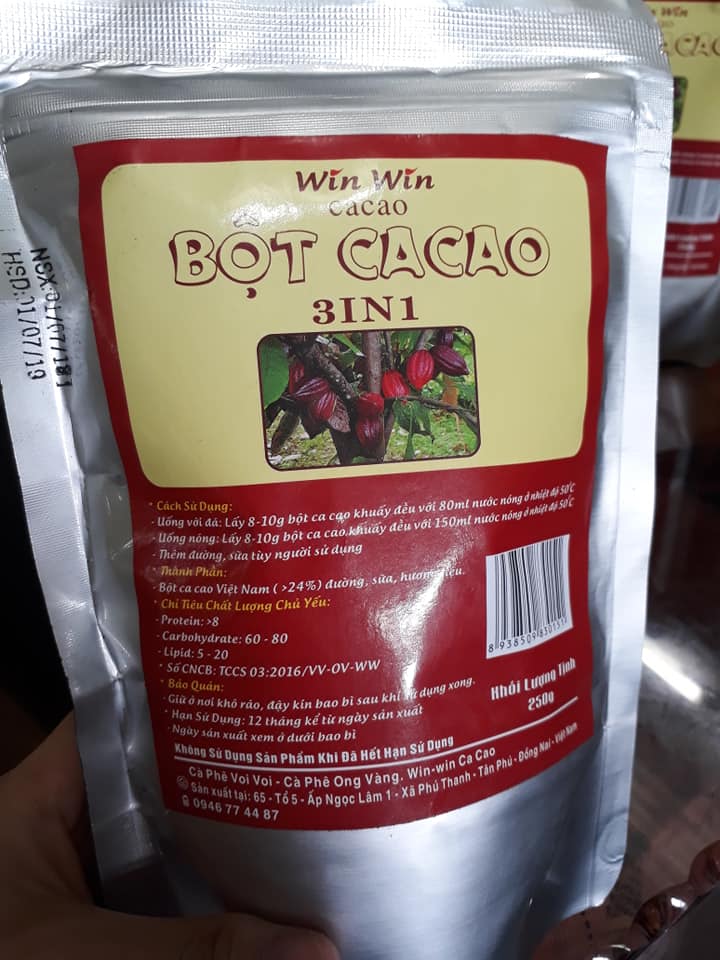 Win Win
cacao
BỘT CACAO
3IN1
NSX:01/07/181
HSD:01/07/19
* Cách Sử Dụng:
- Uống với đá: Lấy 8-10g bột ca cao khuấy đều với 80ml nước nóng ở nhiệt độ 50°C
- Uống nóng: Lấy 8-10g bột ca cao khuấy đều với 150ml nước nóng ở nhiệt độ 50°C
- Thêm đường, sữa tùy người sử dụng
* Thành Phần:
- Bột ca cao Việt Nam ( >24%) đường, sữa, hương liệu.
* Chỉ Tiêu Chất Lượng Chủ Yếu:
- Protein: >8
- Carbohydrate: 60 - 80
- Lipid: 5 - 20
* Số CNCB: TCCS 03:2016/VV-OV-WW
* Bảo Quản:
- Giữ ở nơi khô ráo, đậy kín bao bì sau khi sử dụng xong.
* Hạn Sử Dụng: 12 tháng kể từ ngày sản xuất
- Ngày sản xuất xem ở dưới bao bì
8 938509 850151
Khối Lượng Tịnh
250g
Không Sử Dụng Sản Phẩm Khi Đã Hết Hạn Sử Dụng
Cà Phê Voi Voi - Cà Phê Ong Vàng. Win-win Ca Cao
Sản xuất tại: 65 - Tổ 5 - Ấp Ngọc Lâm 1 - Xã Phú Thanh - Tân Phú - Đồng Nai - Việt Nam
0946 77 44 87
Win